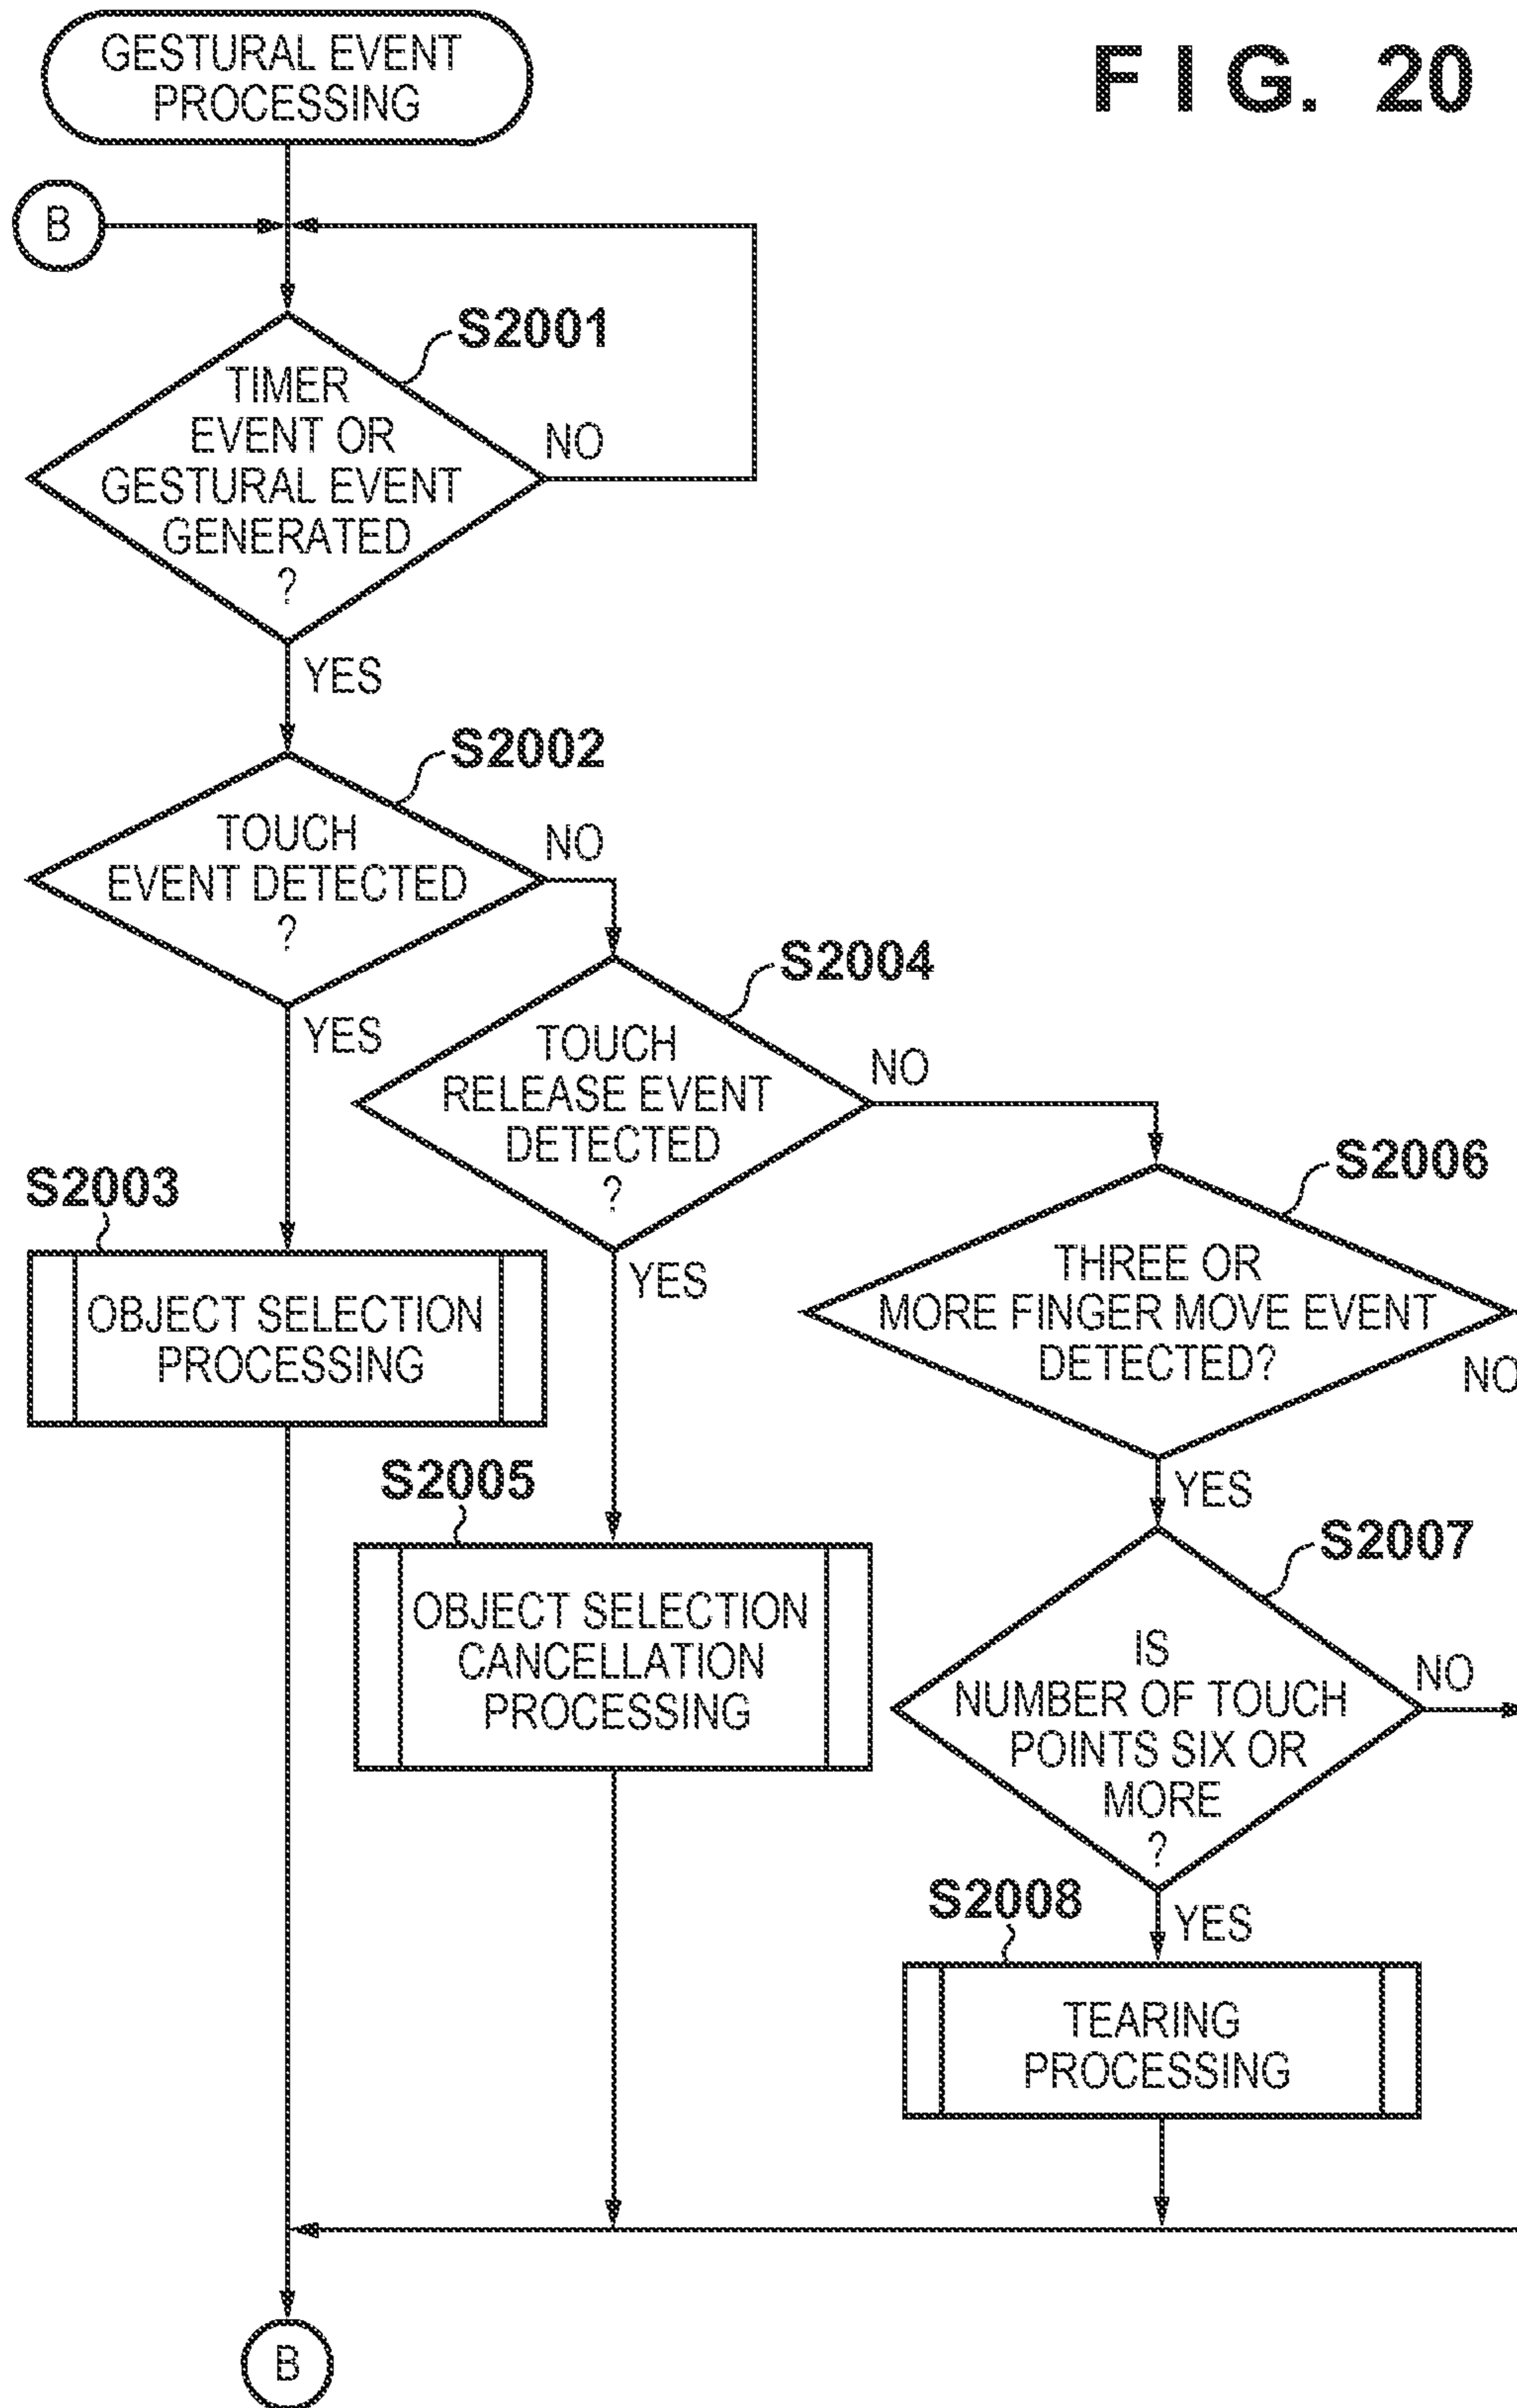 GESTURAL EVENT
PROCESSING
FIG. 20
B
S2001
TIMER
EVENT OR
GESTURAL EVENT
GENERATED
?
NO
YES
S2002
TOUCH
EVENT DETECTED
?
NO
YES
S2004
TOUCH
RELEASE EVENT
DETECTED
?
NO
YES
S2003
OBJECT SELECTION
PROCESSING
S2006
THREE OR
MORE FINGER MOVE EVENT
DETECTED?
NO
YES
S2005
OBJECT SELECTION
CANCELLATION
PROCESSING
S2007
IS
NUMBER OF TOUCH
POINTS SIX OR
MORE
?
NO
YES
S2008
TEARING
PROCESSING
B